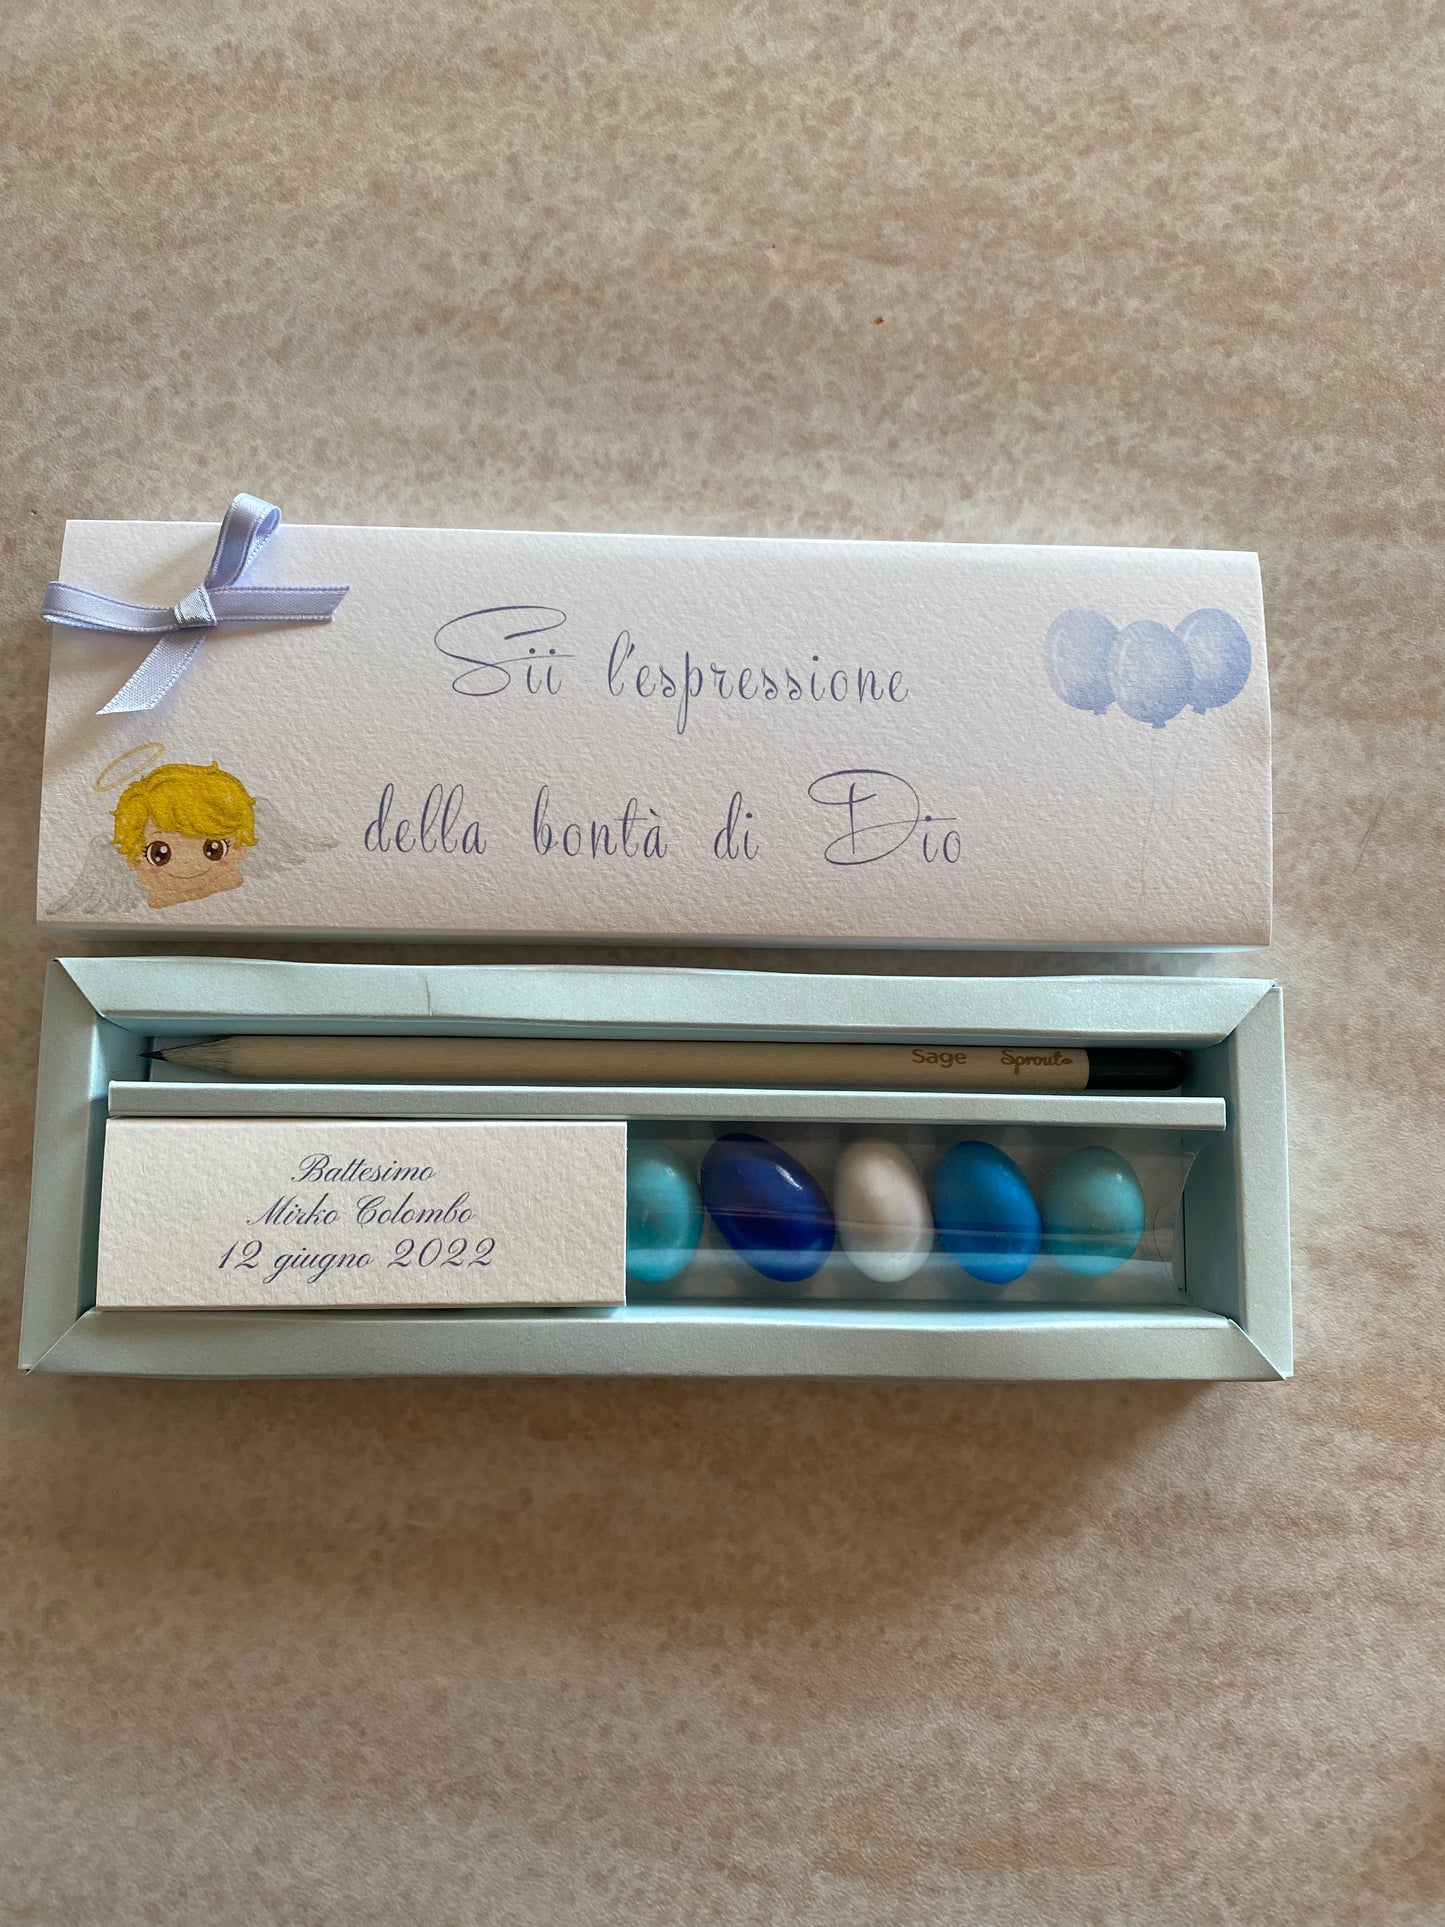 Sii l'espressione
della bontà di Dio
Sage Sprout
Battesimo
Mirko Colombo
12 giugno 2022